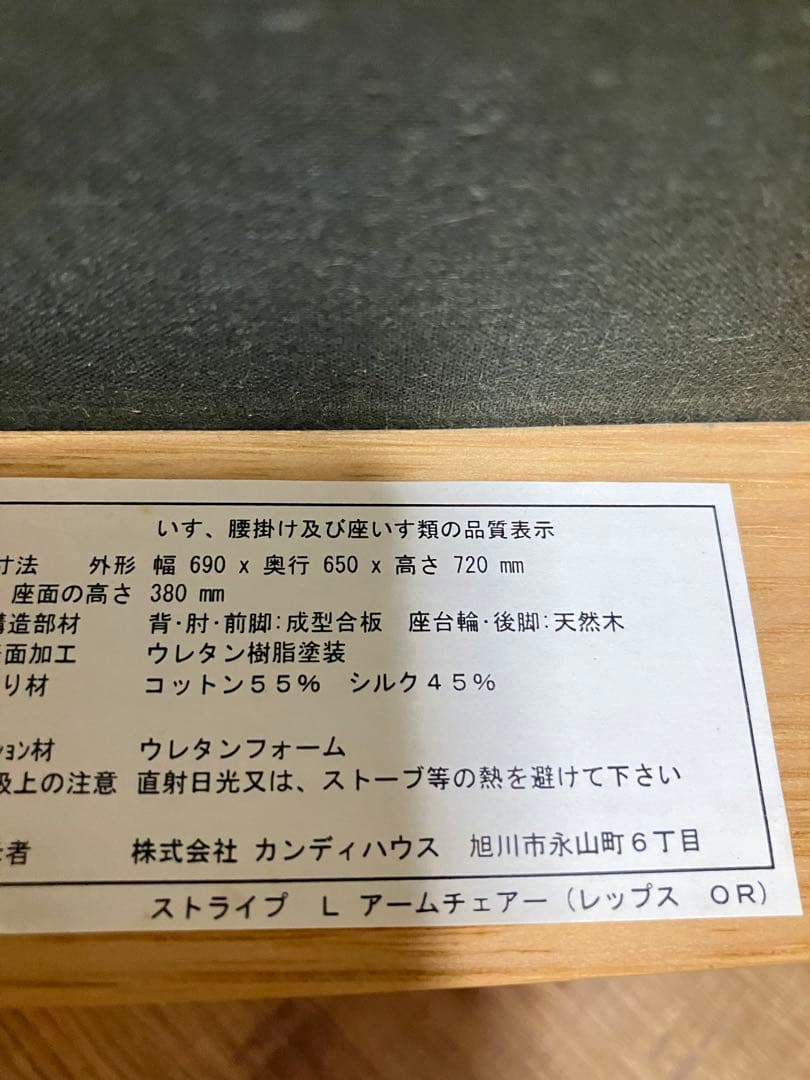 いす、腰掛け及び座いす類の品質表示
寸法 外形 幅 690 x 奥行 650 x 高さ 720 mm
座面の高さ 380 mm
構造部材 背・肘・前脚:成型合板 座台輪・後脚:天然木
面加工 ウレタン樹脂塗装
り材 コットン55% シルク45%
ション材 ウレタンフォーム
扱上の注意 直射日光又は、ストーブ等の熱を避けて下さい
者 株式会社 カンディハウス 旭川市永山町6丁目
ストライプ L アームチェアー(レップス OR)